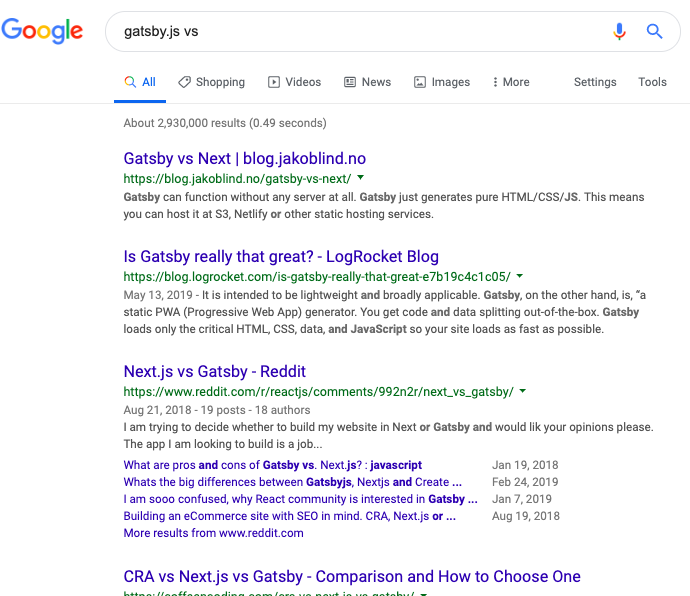 Google
gatsby.js vs
All Shopping Videos News Images More Settings Tools
About 2,930,000 results (0.49 seconds)
Gatsby vs Next | blog.jakoblind.no
https://blog.jakoblind.no/gatsby-vs-next/
Gatsby can function without any server at all. Gatsby just generates pure HTML/CSS/JS. This means
you can host it at S3, Netlify or other static hosting services.
Is Gatsby really that great? - LogRocket Blog
https://blog.logrocket.com/is-gatsby-really-that-great-e7b19c4c1c05/
May 13, 2019 - It is intended to be lightweight and broadly applicable. Gatsby, on the other hand, is, “a
static PWA (Progressive Web App) generator. You get code and data splitting out-of-the-box. Gatsby
loads only the critical HTML, CSS, data, and JavaScript so your site loads as fast as possible.
Next.js vs Gatsby - Reddit
https://www.reddit.com/r/reactjs/comments/992n2r/next_vs_gatsby/
Aug 21, 2018 - 19 posts - 18 authors
I am trying to decide whether to build my website in Next or Gatsby and would lik your opinions please.
The app I am looking to build is a job...
What are pros and cons of Gatsby vs. Next.js? : javascript Jan 19, 2018
Whats the big differences between Gatsbyjs, Nextjs and Create ... Feb 24, 2019
I am sooo confused, why React community is interested in Gatsby ... Jan 7, 2019
Building an eCommerce site with SEO in mind. CRA, Next.js or ... Aug 19, 2018
More results from www.reddit.com
CRA vs Next.js vs Gatsby - Comparison and How to Choose One